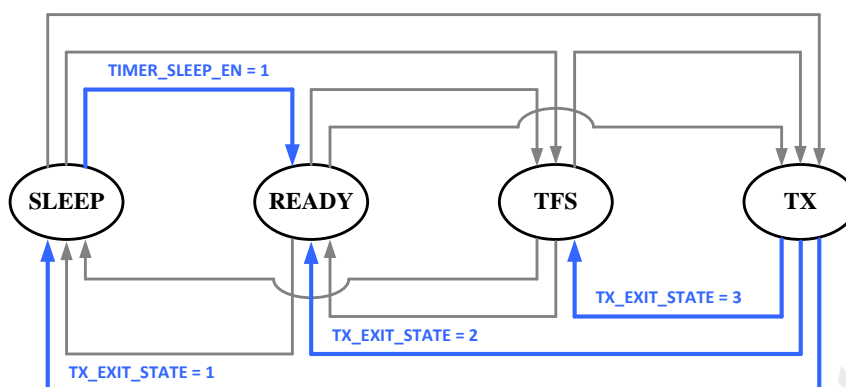 TIMER_SLEEP_EN = 1
SLEEP
READY
TFS
TX
TX_EXIT_STATE = 3
TX_EXIT_STATE = 2
TX_EXIT_STATE = 1